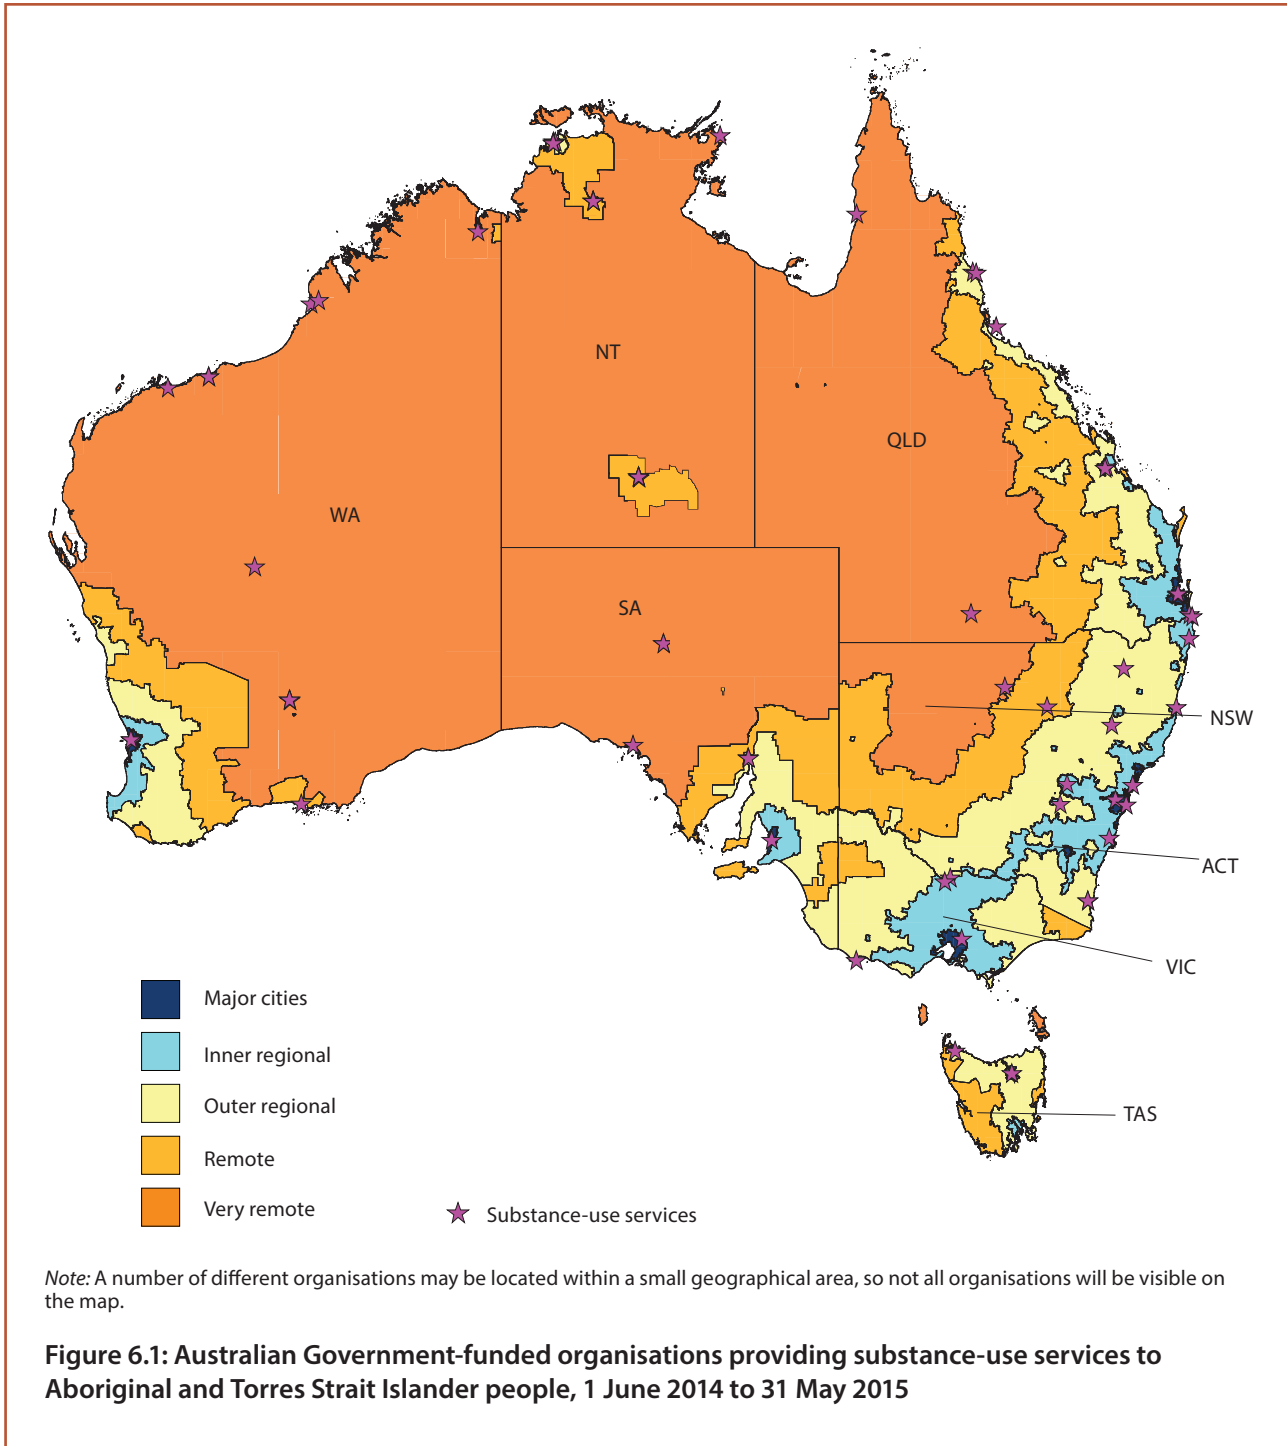 NT
QLD
WA
SA
NSW
ACT
VIC
TAS
Major cities
Inner regional
Outer regional
Remote
Very remote
Substance-use services
Note: A number of different organisations may be located within a small geographical area, so not all organisations will be visible on
the map.
Figure 6.1: Australian Government-funded organisations providing substance-use services to
Aboriginal and Torres Strait Islander people, 1 June 2014 to 31 May 2015